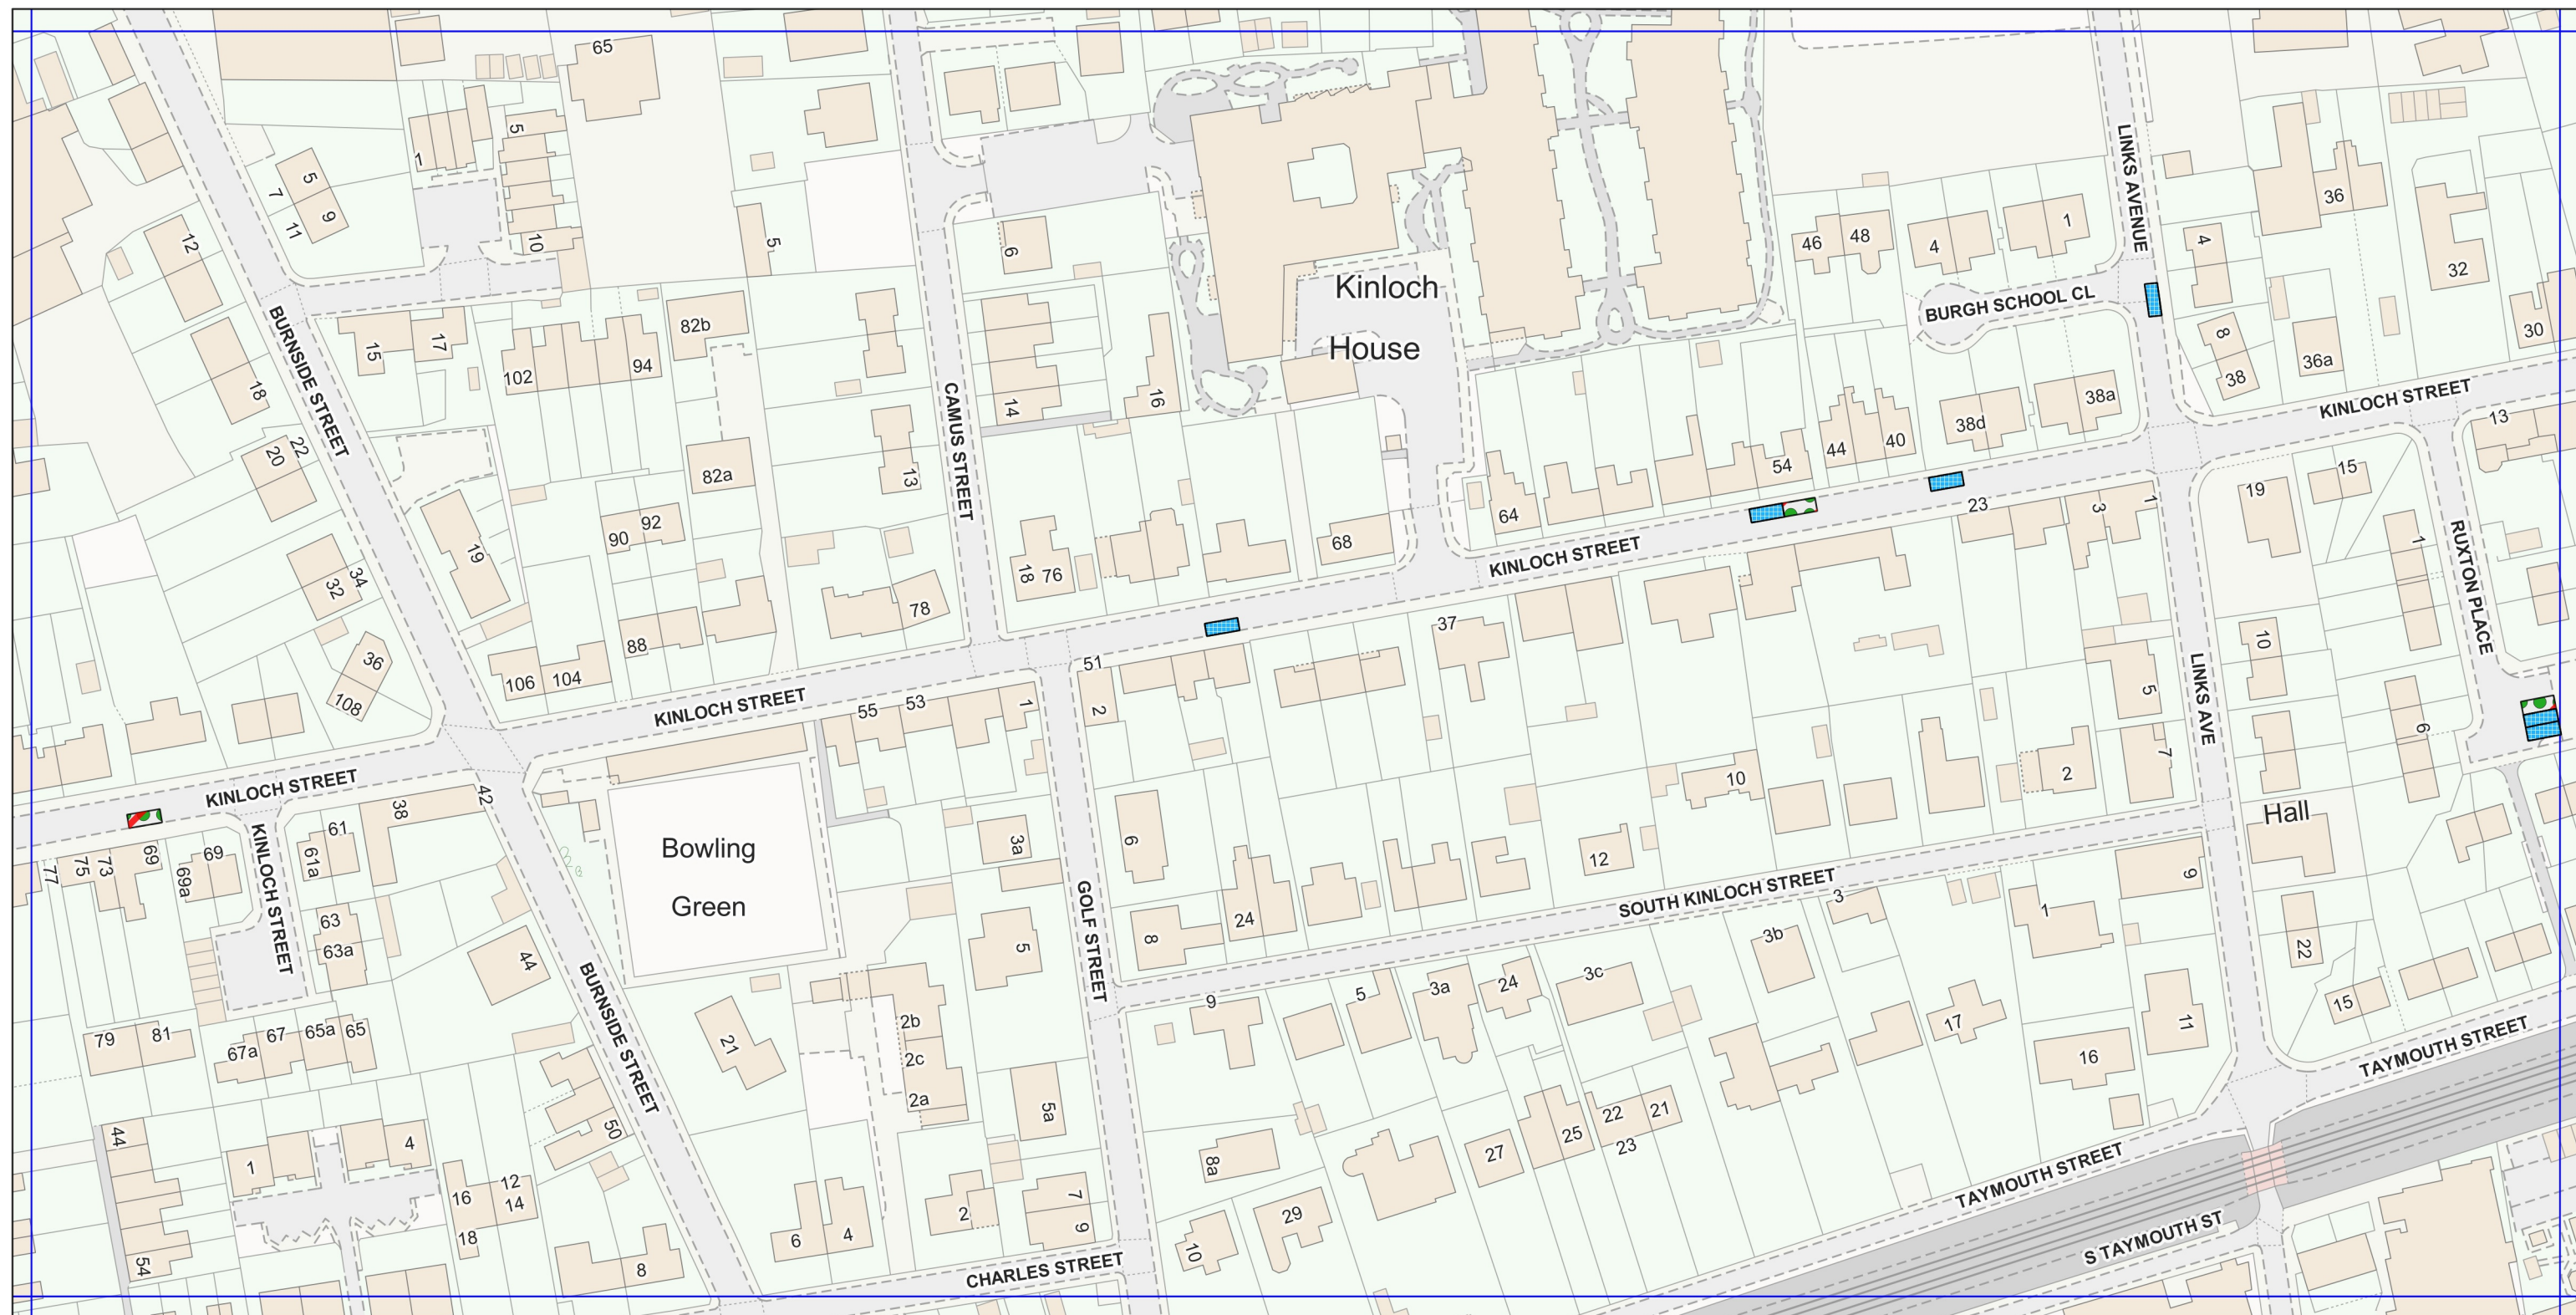 65
5
1
5
7
9
11
10
12
5
6
36
4
1
46
48
4
LINKS AVENUE
32
Kinloch
House
BURGH SCHOOL CL
BURNSIDE STREET
15
17
82b
102
94
18
14
16
CAMUS STREET
8
38
36a
30
KINLOCH STREET
38a
38d
13
44
40
54
20
22
82a
13
15
19
23
3
1
64
KINLOCH STREET
68
90
92
19
1
RUXTON PLACE
32
34
18
76
78
37
88
10
36
108
106
104
51
2
KINLOCH STREET
55
53
1
5
LINKS AVE
6
7
2
10
KINLOCH STREET
42
38
Hall
Bowling
Green
61
61a
KINLOCH STREET
77
75
73
69
69a
69
3a
6
12
9
SOUTH KINLOCH STREET
GOLF STREET
24
8
3
1
3b
63
63a
44
5
22
BURNSIDE STREET
3c
3a
24
5
9
15
2b
2c
2a
21
17
11
16
79
81
67a
67
65a
65
TAYMOUTH STREET
5a
22
21
23
25
27
44
50
1
4
8a
16
12
14
18
7
9
2
TAYMOUTH STREET
29
10
6
4
54
8
CHARLES STREET
S TAYMOUTH ST